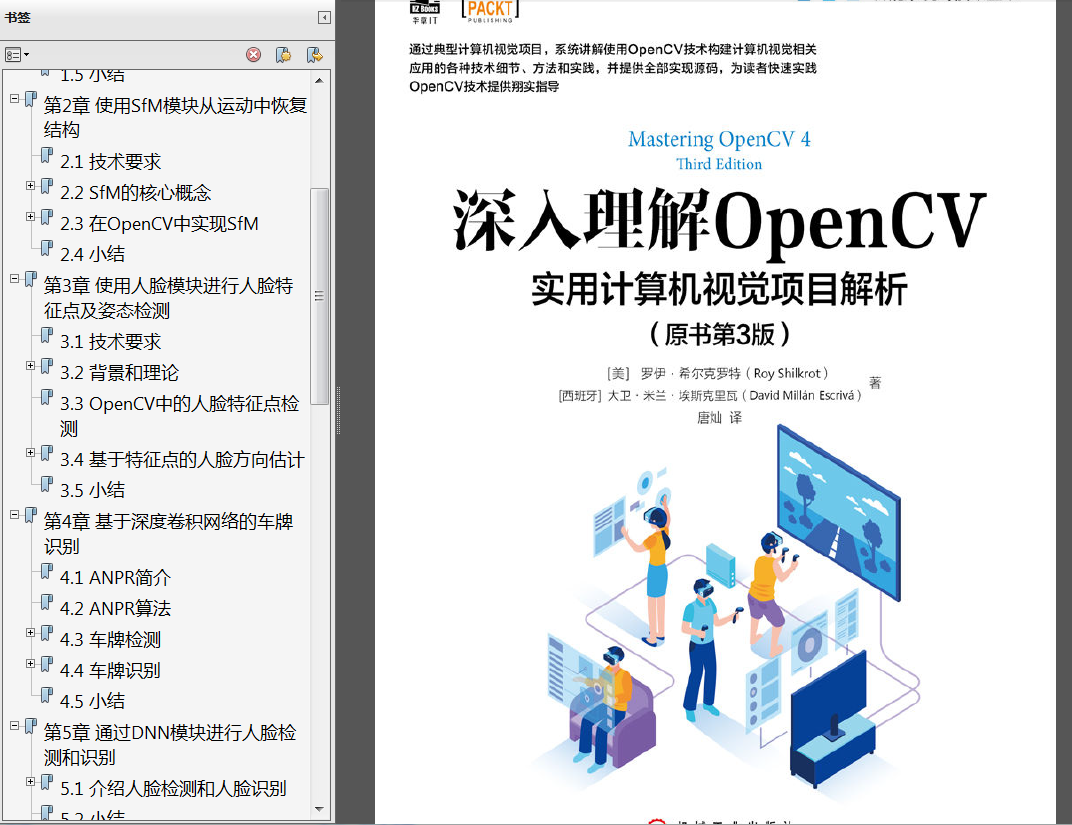 书签
1.5 小结
第2章 使用SfM模块从运动中恢复
结构
2.1 技术要求
2.2 SfM的核心概念
2.3 在OpenCV中实现SfM
2.4 小结
第3章 使用人脸模块进行人脸特
征点及姿态检测
3.1 技术要求
3.2 背景和理论
3.3 OpenCV中的人脸特征点检
测
3.4 基于特征点的人脸方向估计
3.5 小结
第4章 基于深度卷积网络的车牌
识别
4.1 ANPR简介
4.2 ANPR算法
4.3 车牌检测
4.4 车牌识别
4.5 小结
第5章 通过DNN模块进行人脸检
测和识别
5.1 介绍人脸检测和人脸识别
5.2 小结
HZ Books
华章IT
[PACKT]
PUBLISHING
通过典型计算机视觉项目，系统讲解使用OpenCV技术构建计算机视觉相关
应用的各种技术细节、方法和实践，并提供全部实现源码，为读者快速实践
OpenCV技术提供翔实指导
Mastering OpenCV 4
Third Edition
深入理解OpenCV
实用计算机视觉项目解析
（原书第3版）
[美] 罗伊·希尔克罗特（Roy Shilkrot）
[西班牙] 大卫·米兰·埃斯克里瓦（David Millán Escrivá）
著
唐灿 译